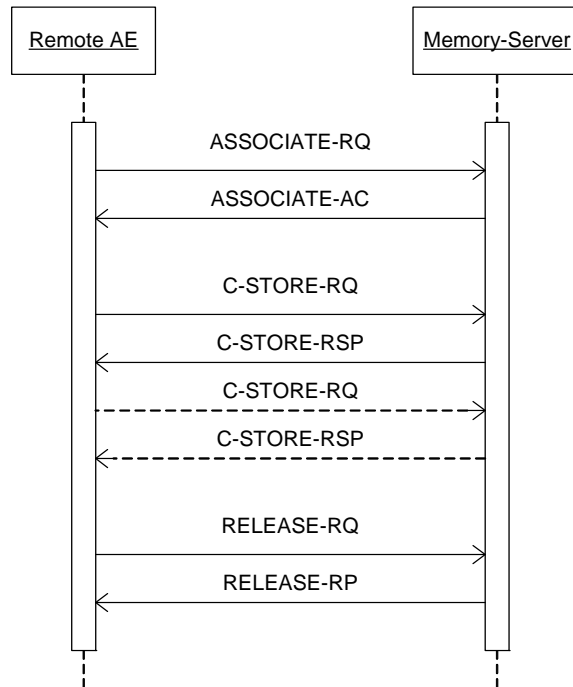 Remote AE
Memory-Server
ASSOCIATE-RQ
ASSOCIATE-AC
C-STORE-RQ
C-STORE-RSP
C-STORE-RQ
C-STORE-RSP
RELEASE-RQ
RELEASE-RP